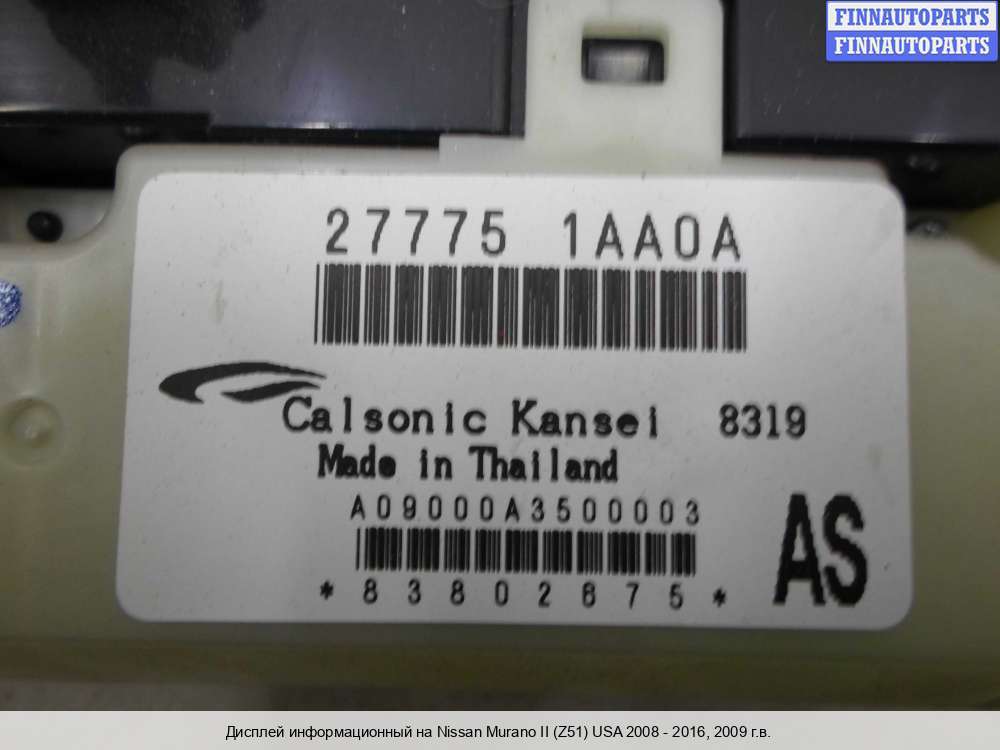 FINNAUTOPARTS
FINNAUTOPARTS
27775 1AA0A
Calsonic Kansei 8319
Made in Thailand
A09000A3500003
*83802675*
AS
Дисплей информационный на Nissan Murano II (Z51) USA 2008 - 2016, 2009 г.в.